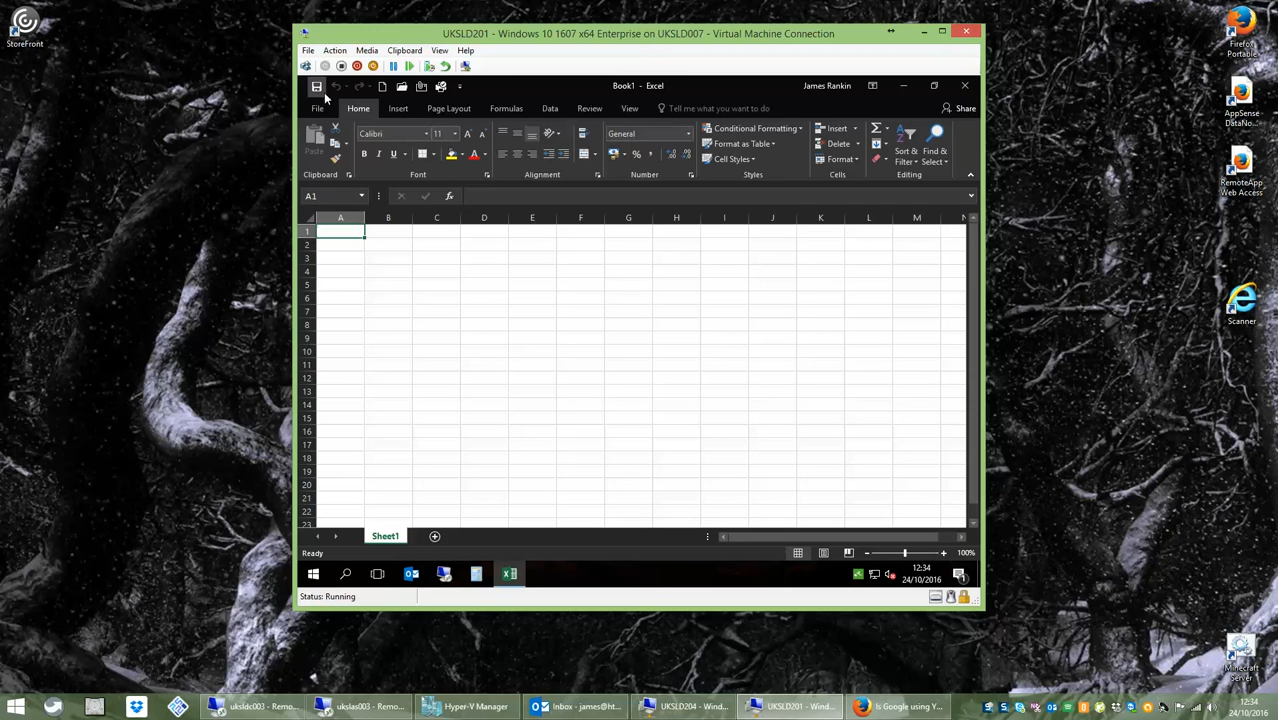 StoreFront
UKSLD201 - Windows 10 1607 x64 Enterprise on UKSLD007 - Virtual Machine Connection
File Action Media Clipboard View Help
Book1 - Excel
James Rankin
File Home Insert Page Layout Formulas Data Review View Tell me what you want to do Share
Paste
Calibri 11
B I U
General
% ,
Conditional Formatting
Format as Table
Cell Styles
Insert
Delete
Format
Sort &
Filter
Find &
Select
Clipboard Font Alignment Number Styles Cells Editing
A1
fx
A B C D E F G H I J K L M N
1
2
3
4
5
6
7
8
9
10
11
12
13
14
15
16
17
18
19
20
21
22
23
Sheet1
Ready
100%
12:34
24/10/2016
Status: Running
Firefox
Portable
AppSense
DataNo...
RemoteApp
Web Access
Scanner
Minecraft
Server
uksldc003 - Remo...
ukslas003 - Remo...
Hyper-V Manager
Inbox - james@ht...
UKSLD204 - Wind...
UKSLD201 - Wind...
Is Google using Y...
12:34
24/10/2016